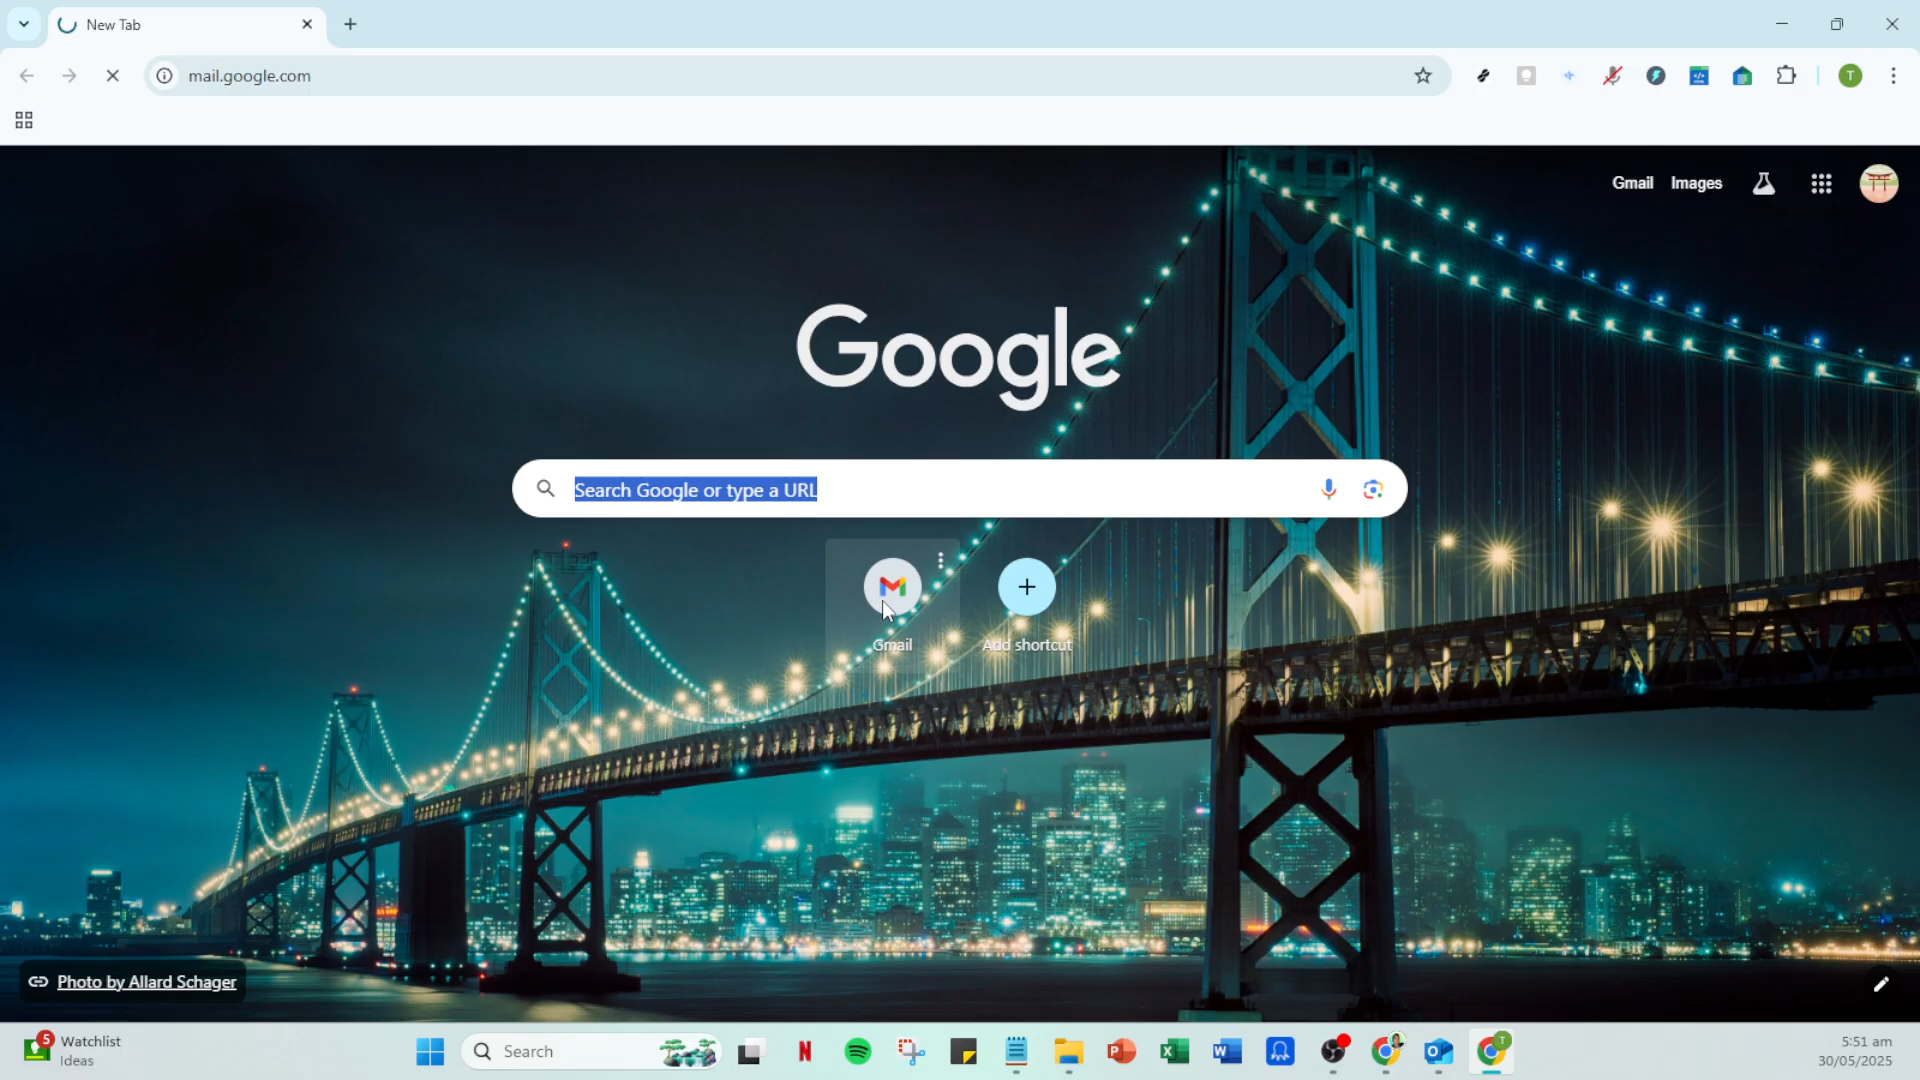 New Tab
mail.google.com
T
Gmail Images
Google
Search Google or type a URL
Gmail
Add shortcut
Photo by Allard Schager
5
Watchlist
Ideas
Search
5:51 am
30/05/2025